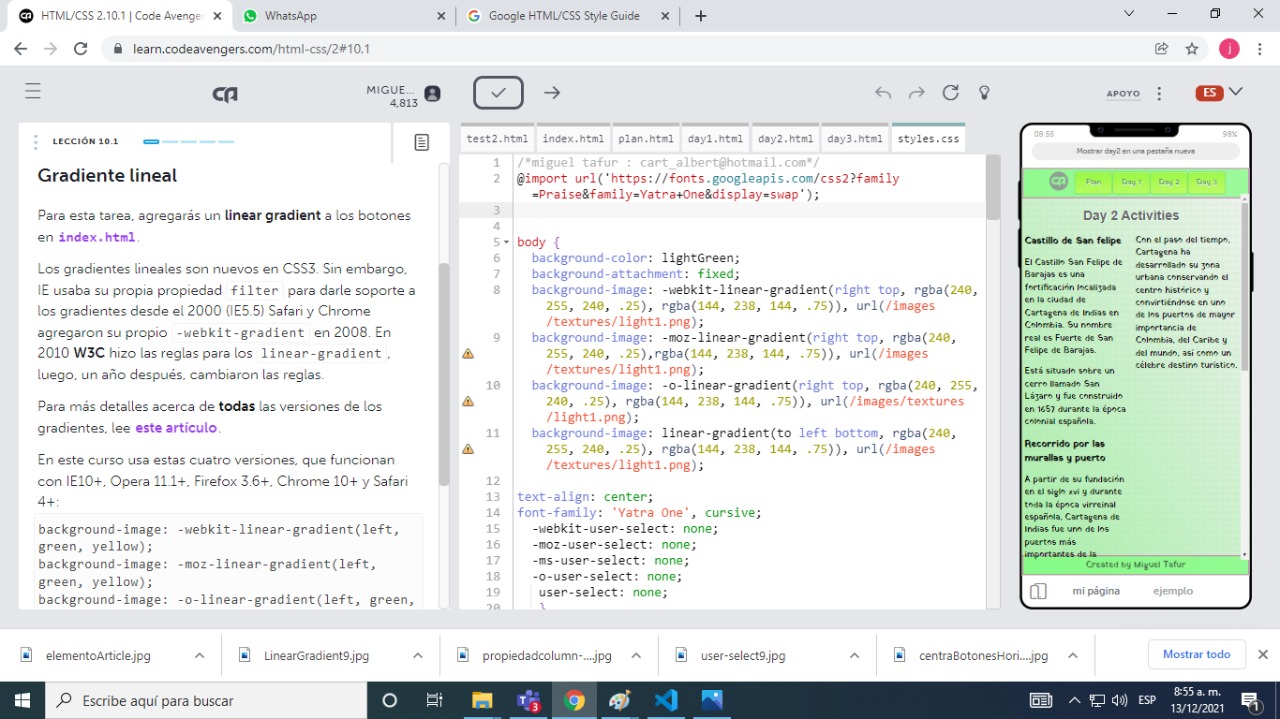 HTML/CSS 2.10.1 | Code Avenge
WhatsApp
Google HTML/CSS Style Guide
learn.codeavengers.com/html-css/2#10.1
j
MIGUE...
4,813
APOYO
ES
LECCIÓN 10.1
Gradiente lineal
Para esta tarea, agregarás un linear gradient a los botones
en index.html.
Los gradientes lineales son nuevos en CSS3. Sin embargo,
IE usaba su propia propiedad filter para darle soporte a
los gradientes desde el 2000 (IE5.5) Safari y Chrome
agregaron su propio -webkit-gradient en 2008. En
2010 W3C hizo las reglas para los linear-gradient,
luego, un año después, cambiaron las reglas.
Para más detalles acerca de todas las versiones de los
gradientes, lee este artículo.
En este curso usa estas cuatro versiones, que funcionan
con IE10+, Opera 11.1+, Firefox 3.6+, Chrome 10+ y Safari
4+:
background-image: -webkit-linear-gradient(left,
green, yellow);
background-image: -moz-linear-gradient(left,
green, yellow);
background-image: -o-linear-gradient(left, green,
test2.html index.html plan.html day1.html day2.html day3.html styles.css
1 /*miguel tafur : cart_albert@hotmail.com*/
2 @import url('https://fonts.googleapis.com/css2?family
=Praise&family=Yatra+One&display=swap');
3
4
5 body {
6 background-color: lightGreen;
7 background-attachment: fixed;
8 background-image: -webkit-linear-gradient(right top, rgba(240,
255, 240, .25), rgba(144, 238, 144, .75)), url(/images
/textures/light1.png);
9 background-image: -moz-linear-gradient(right top, rgba(240,
255, 240, .25),rgba(144, 238, 144, .75)), url(/images
/textures/light1.png);
10 background-image: -o-linear-gradient(right top, rgba(240, 255,
240, .25), rgba(144, 238, 144, .75)), url(/images/textures
/light1.png);
11 background-image: linear-gradient(to left bottom, rgba(240,
255, 240, .25), rgba(144, 238, 144, .75)), url(/images
/textures/light1.png);
12
13 text-align: center;
14 font-family: 'Yatra One', cursive;
15 -webkit-user-select: none;
16 -moz-user-select: none;
17 -ms-user-select: none;
18 -o-user-select: none;
19 user-select: none;
20 }
08:55
98%
Mostrar day2 en una pestaña nueva
Plan Day 1 Day 2 Day 3
Day 2 Activities
Castillo de San felipe
El Castillo San Felipe de
Barajas es una
fortificación localizada
en la ciudad de
Cartagena de Indias en
Colombia. Su nombre
real es Fuerte de San
Felipe de Barajas.
Está situado sobre un
cerro llamado San
Lázaro y fue construido
en 1657 durante la época
colonial española.
Recorrido por las
murallas y puerto
A partir de su fundación
en el siglo xvi y durante
toda la época virreinal
española, Cartagena de
Indias fue uno de los
puertos más
importantes de la
Con el paso del tiempo,
Cartagena ha
desarrollado su zona
urbana conservando el
centro histórico y
convirtiéndose en uno
de los puertos de mayor
importancia de
Colombia, del Caribe y
del mundo, así como un
célebre destino turístico.
Created by Miguel Tafur
mi página
ejemplo
elementoArticle.jpg
LinearGradient9.jpg
propiedadcolumn-....jpg
user-select9.jpg
centraBotonesHori....jpg
Mostrar todo
Escribe aquí para buscar
3
ESP
8:55 a. m.
13/12/2021
1